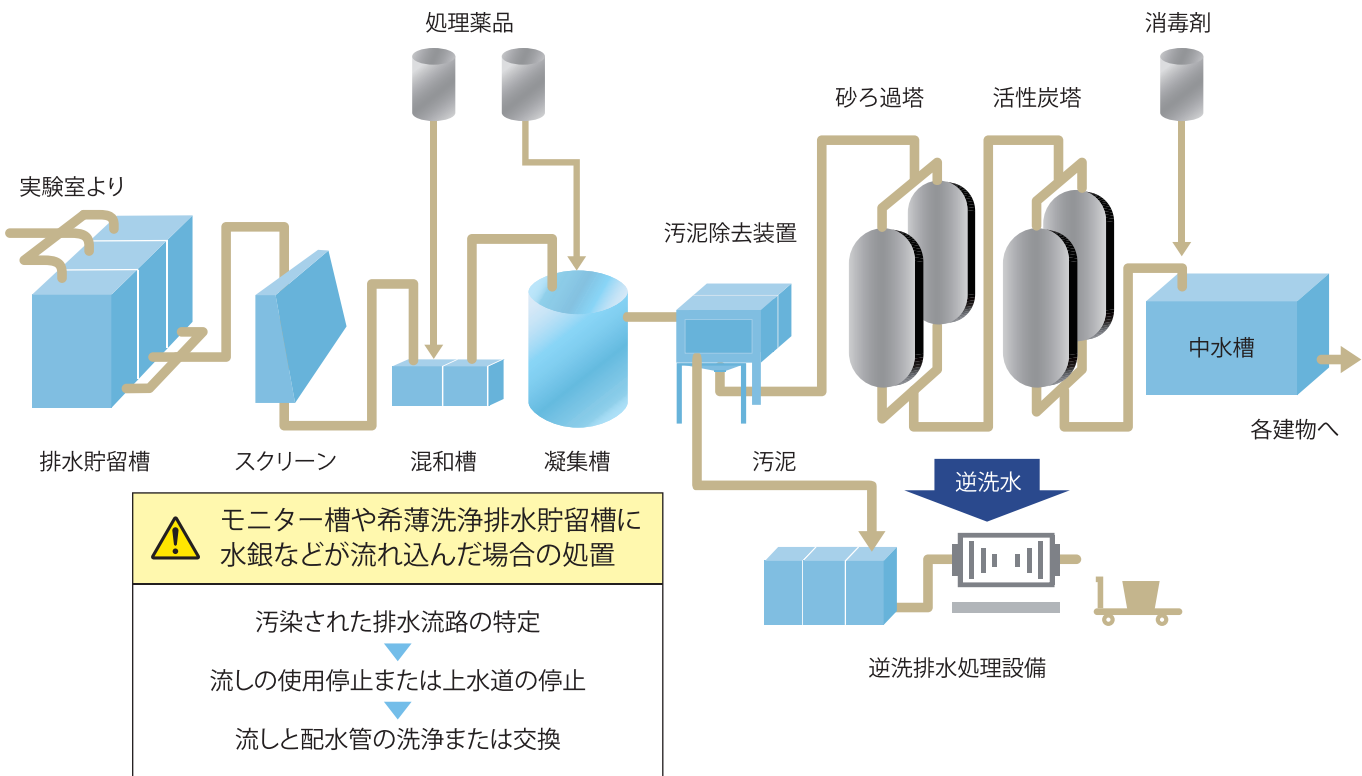 処理薬品
消毒剤
砂ろ過塔
活性炭塔
実験室より
汚泥除去装置
中水槽
各建物へ
排水貯留槽
スクリーン
混和槽
凝集槽
汚泥
逆洗水
モニター槽や希薄洗浄排水貯留槽に
水銀などが流れ込んだ場合の処置
汚染された排水流路の特定
流しの使用停止または上水道の停止
流しと配水管の洗浄または交換
逆洗排水処理設備